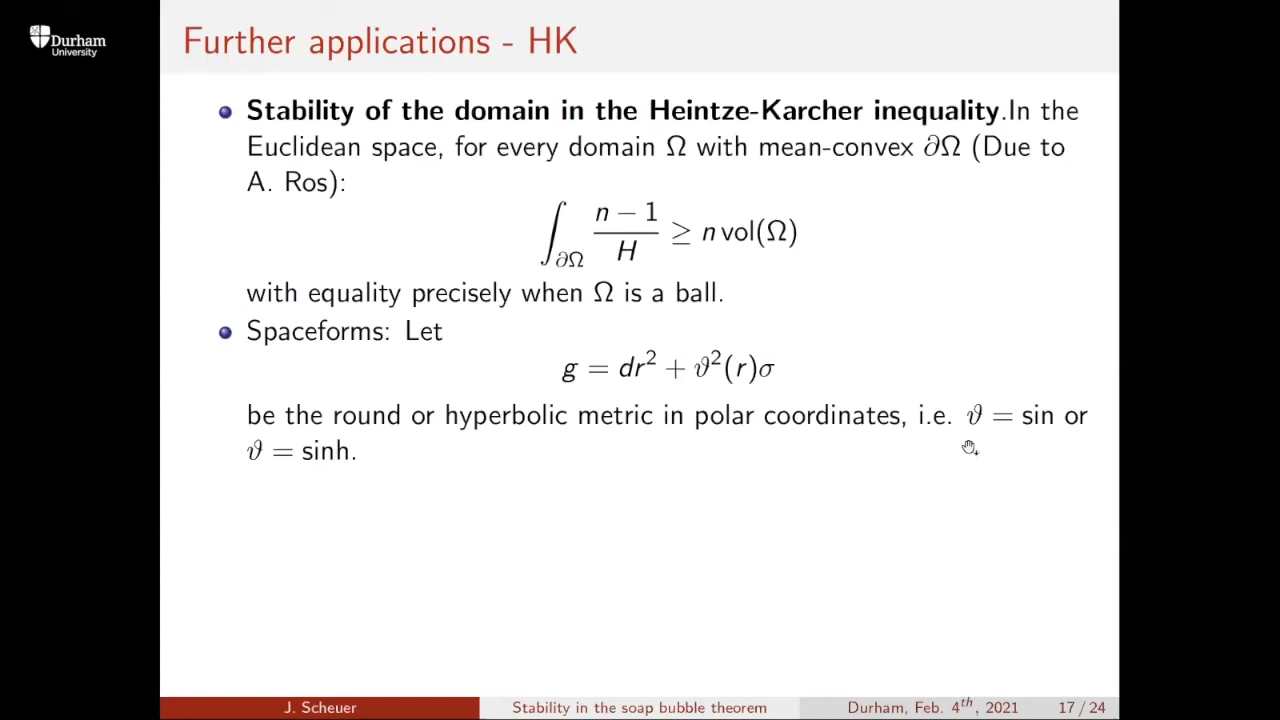 Durham
University
Further applications - HK
Stability of the domain in the Heintze-Karcher inequality.In the
Euclidean space, for every domain Ω with mean-convex ∂Ω (Due to
A. Ros):
∫_{∂Ω} (n − 1)/H ≥ n vol(Ω)
with equality precisely when Ω is a ball.
Spaceforms: Let
g = dr² + ϑ²(r)σ
be the round or hyperbolic metric in polar coordinates, i.e. ϑ = sin or
ϑ = sinh.
J. Scheuer Stability in the soap bubble theorem Durham, Feb. 4th, 2021 17 / 24